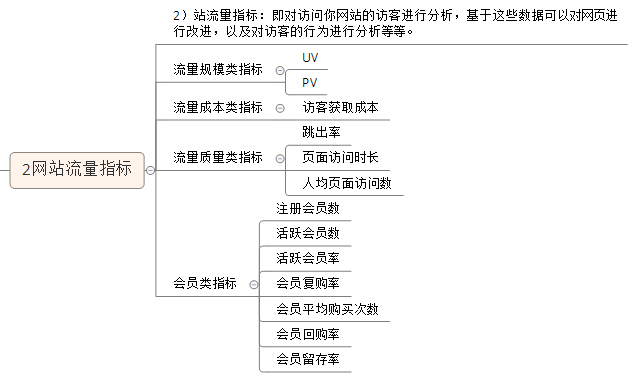 2）站流量指标：即对访问你网站的访客进行分析，基于这些数据可以对网页进
行改进，以及对访客的行为进行分析等等。
2网站流量指标
流量规模类指标
UV
PV
流量成本类指标
访客获取成本
流量质量类指标
跳出率
页面访问时长
人均页面访问数
会员类指标
注册会员数
活跃会员数
活跃会员率
会员复购率
会员平均购买次数
会员回购率
会员留存率